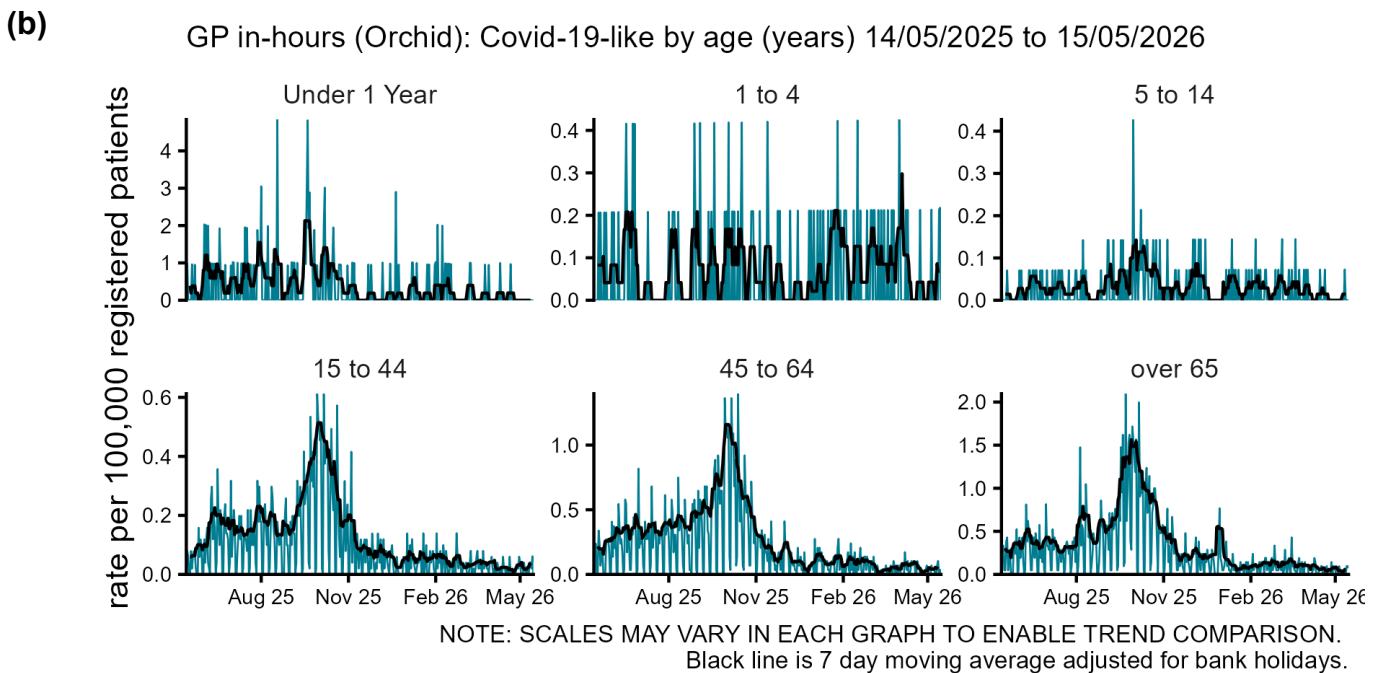 (b)
GP in-hours (Orchid): Covid-19-like by age (years) 14/05/2025 to 15/05/2026
rate per 100,000 registered patients
Under 1 Year
4
3
2
1
0
1 to 4
0.4
0.3
0.2
0.1
0.0
5 to 14
0.4
0.3
0.2
0.1
0.0
15 to 44
0.6
0.4
0.2
0.0
Aug 25 Nov 25 Feb 26 May 26
45 to 64
1.0
0.5
0.0
Aug 25 Nov 25 Feb 26 May 26
over 65
2.0
1.5
1.0
0.5
0.0
Aug 25 Nov 25 Feb 26 May 26
NOTE: SCALES MAY VARY IN EACH GRAPH TO ENABLE TREND COMPARISON.
Black line is 7 day moving average adjusted for bank holidays.